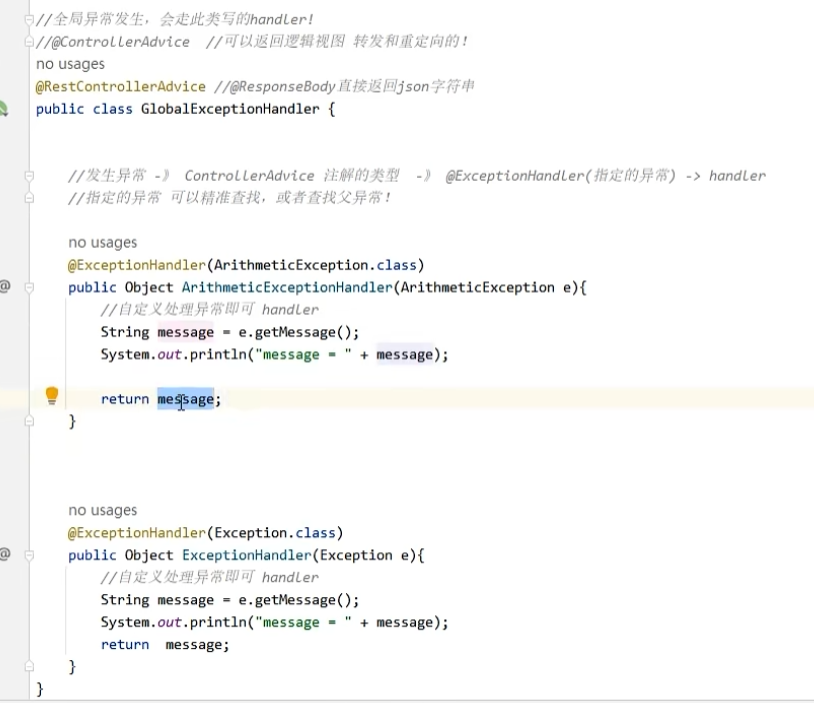 //全局异常发生，会走此类写的handler!
//@ControllerAdvice  //可以返回逻辑视图 转发和重定向的!
no usages
@RestControllerAdvice //@ResponseBody直接返回json字符串
public class GlobalExceptionHandler {
//发生异常 -》 ControllerAdvice 注解的类型  -》 @ExceptionHandler(指定的异常) -> handler
//指定的异常 可以精准查找，或者查找父异常!
no usages
@ExceptionHandler(ArithmeticException.class)
public Object ArithmeticExceptionHandler(ArithmeticException e){
//自定义处理异常即可 handler
String message = e.getMessage();
System.out.println("message = " + message);
return message;
}
no usages
@ExceptionHandler(Exception.class)
public Object ExceptionHandler(Exception e){
//自定义处理异常即可 handler
String message = e.getMessage();
System.out.println("message = " + message);
return  message;
}
}